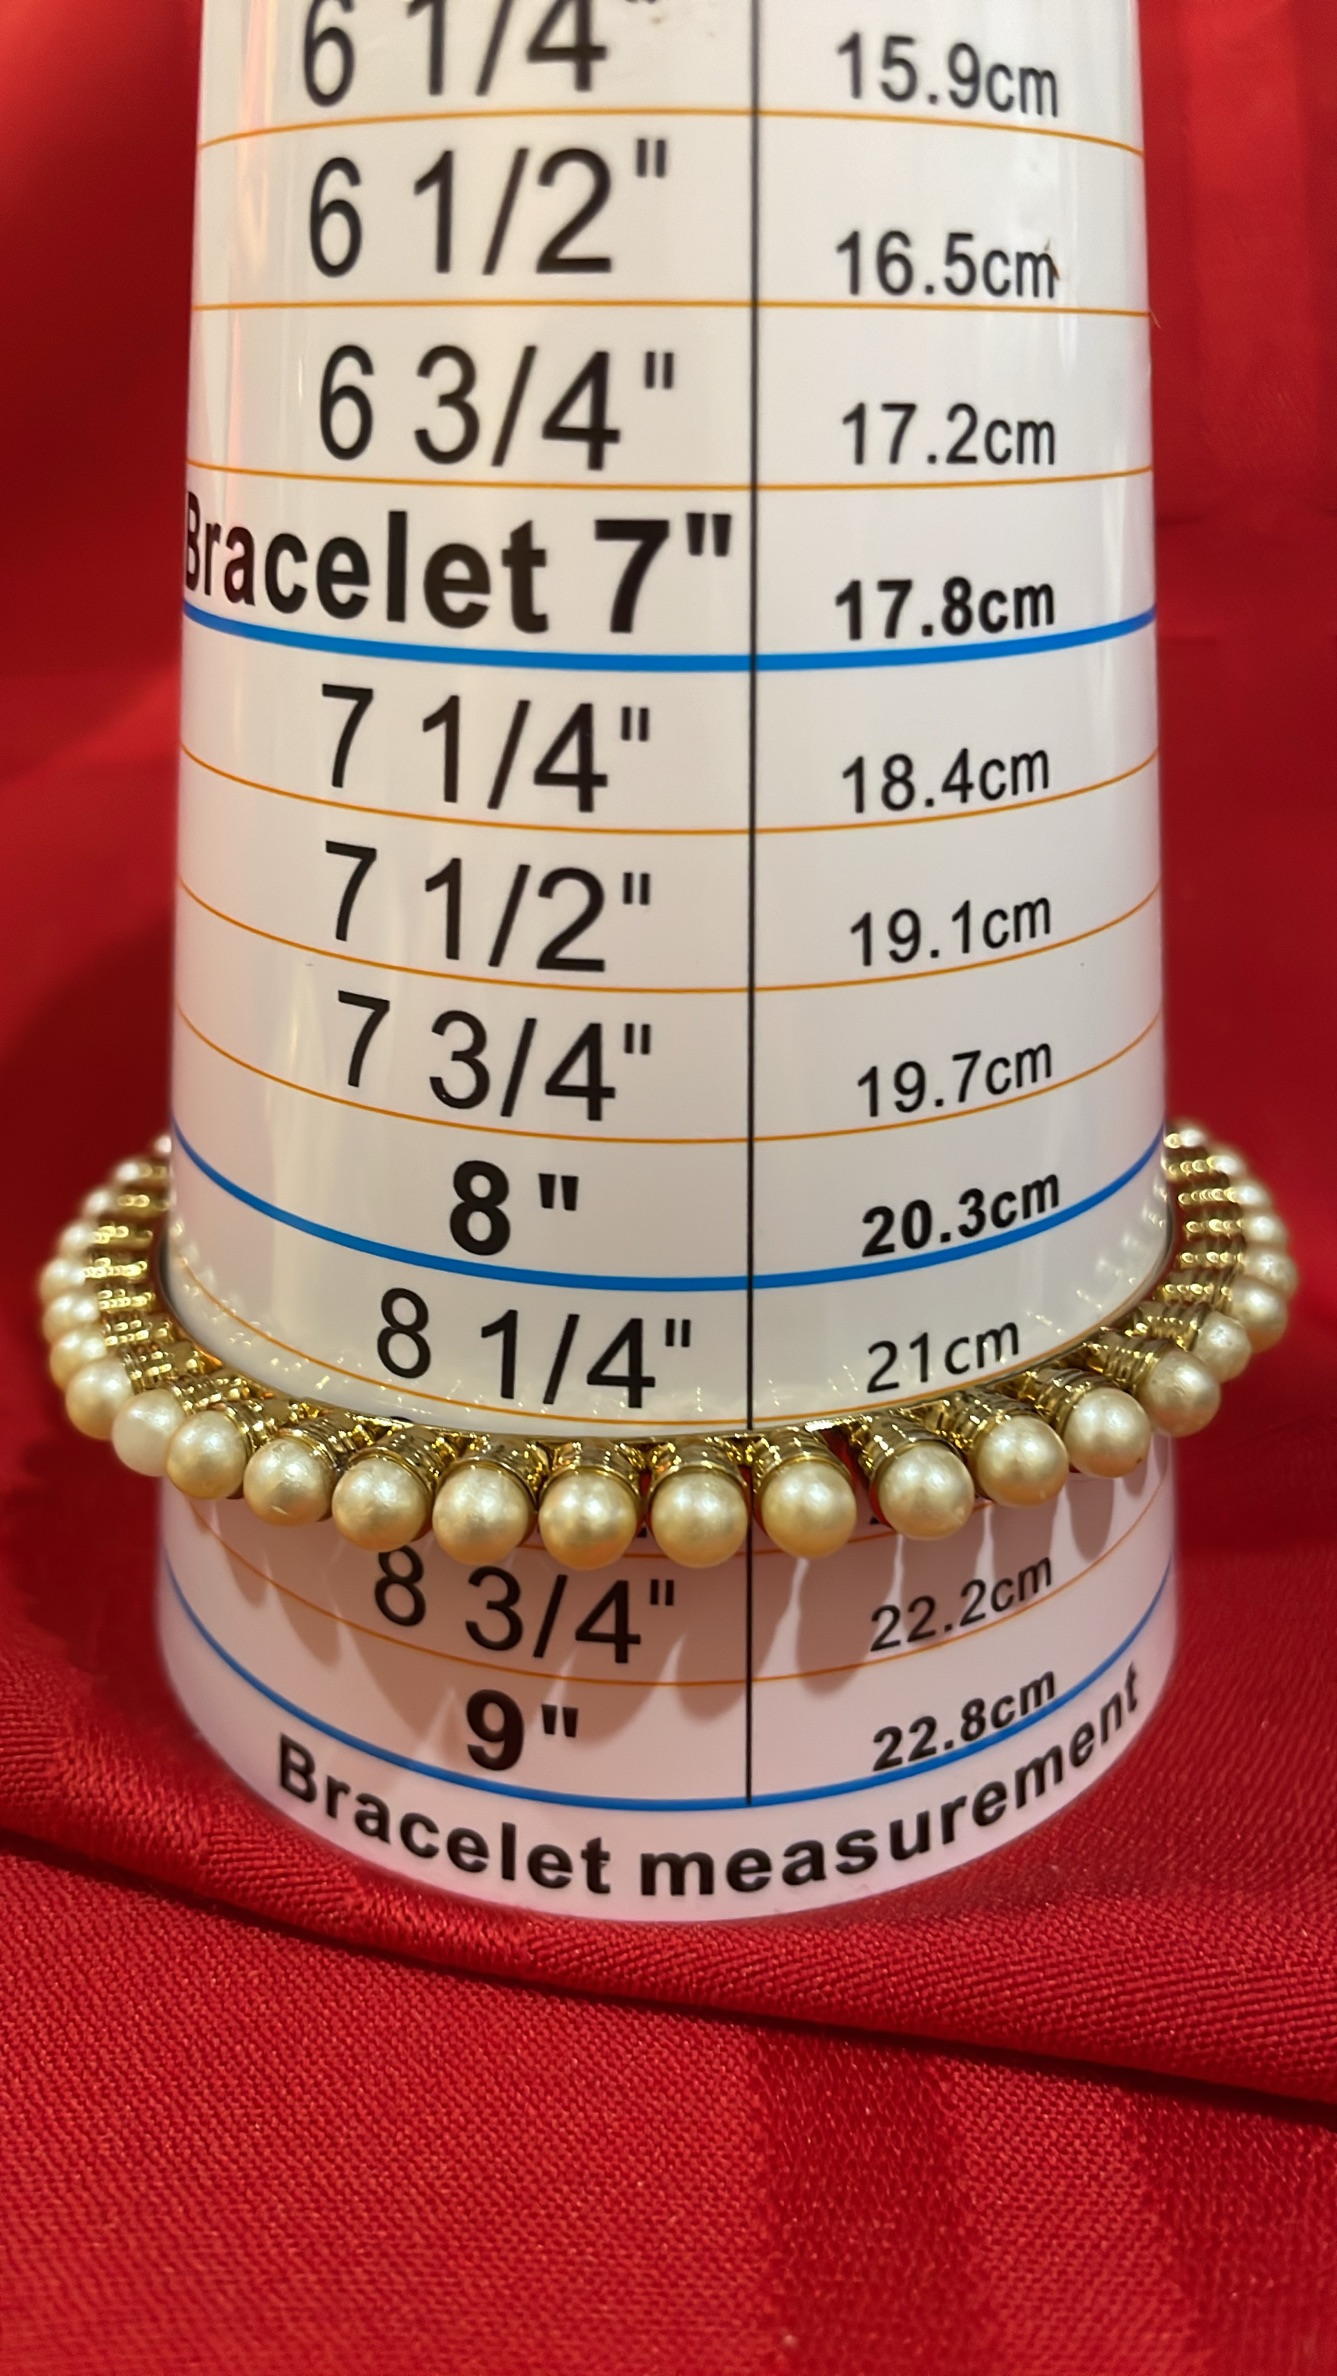 6 1/4" 15.9cm
6 1/2" 16.5cm
6 3/4" 17.2cm
Bracelet 7" 17.8cm
7 1/4" 18.4cm
7 1/2" 19.1cm
7 3/4" 19.7cm
8" 20.3cm
8 1/4" 21cm
8 3/4" 22.2cm
9" 22.8cm
Bracelet measurement